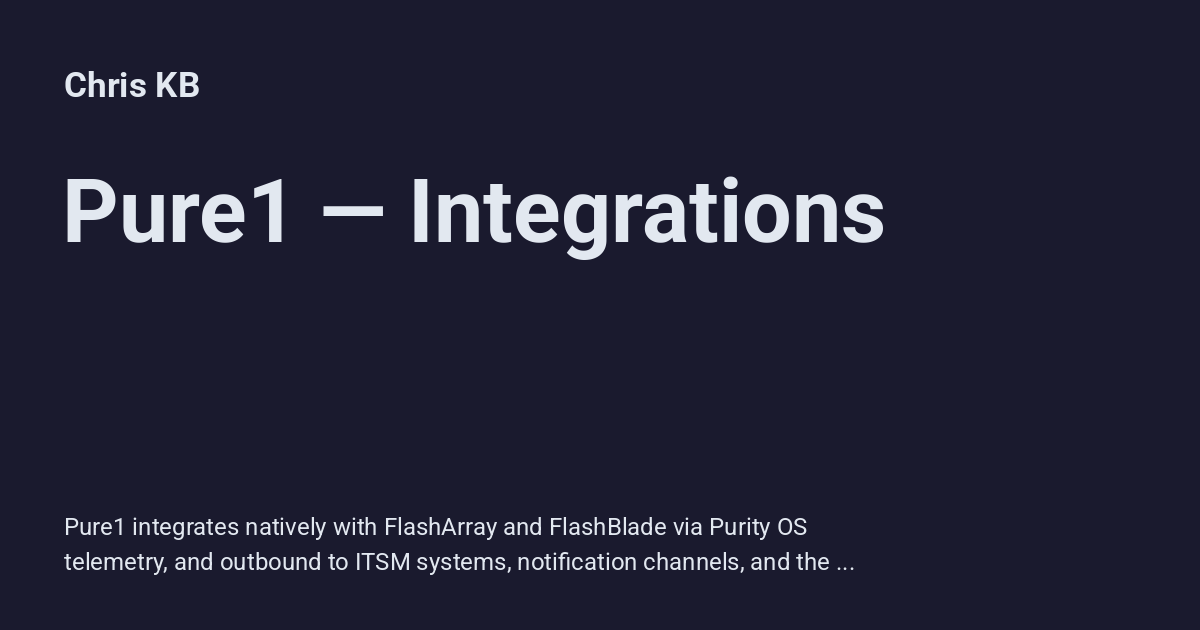 Chris KB
Pure1 — Integrations
Pure1 integrates natively with FlashArray and FlashBlade via Purity OS
telemetry, and outbound to ITSM systems, notification channels, and the ...